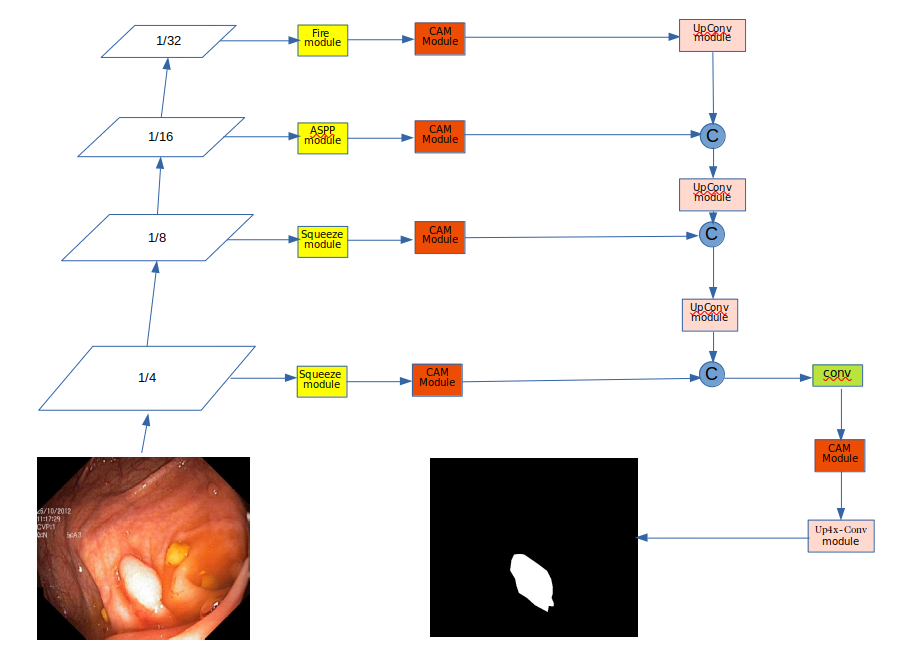 1/32
Fire
module
CAM
Module
UpConv
module
1/16
ASPP
module
CAM
Module
C
UpConv
module
1/8
Squeeze
module
CAM
Module
C
UpConv
module
1/4
Squeeze
module
CAM
Module
C
conv
CAM
Module
Up4x-Conv
module
26/10/2012
11:17:29
CVP:1